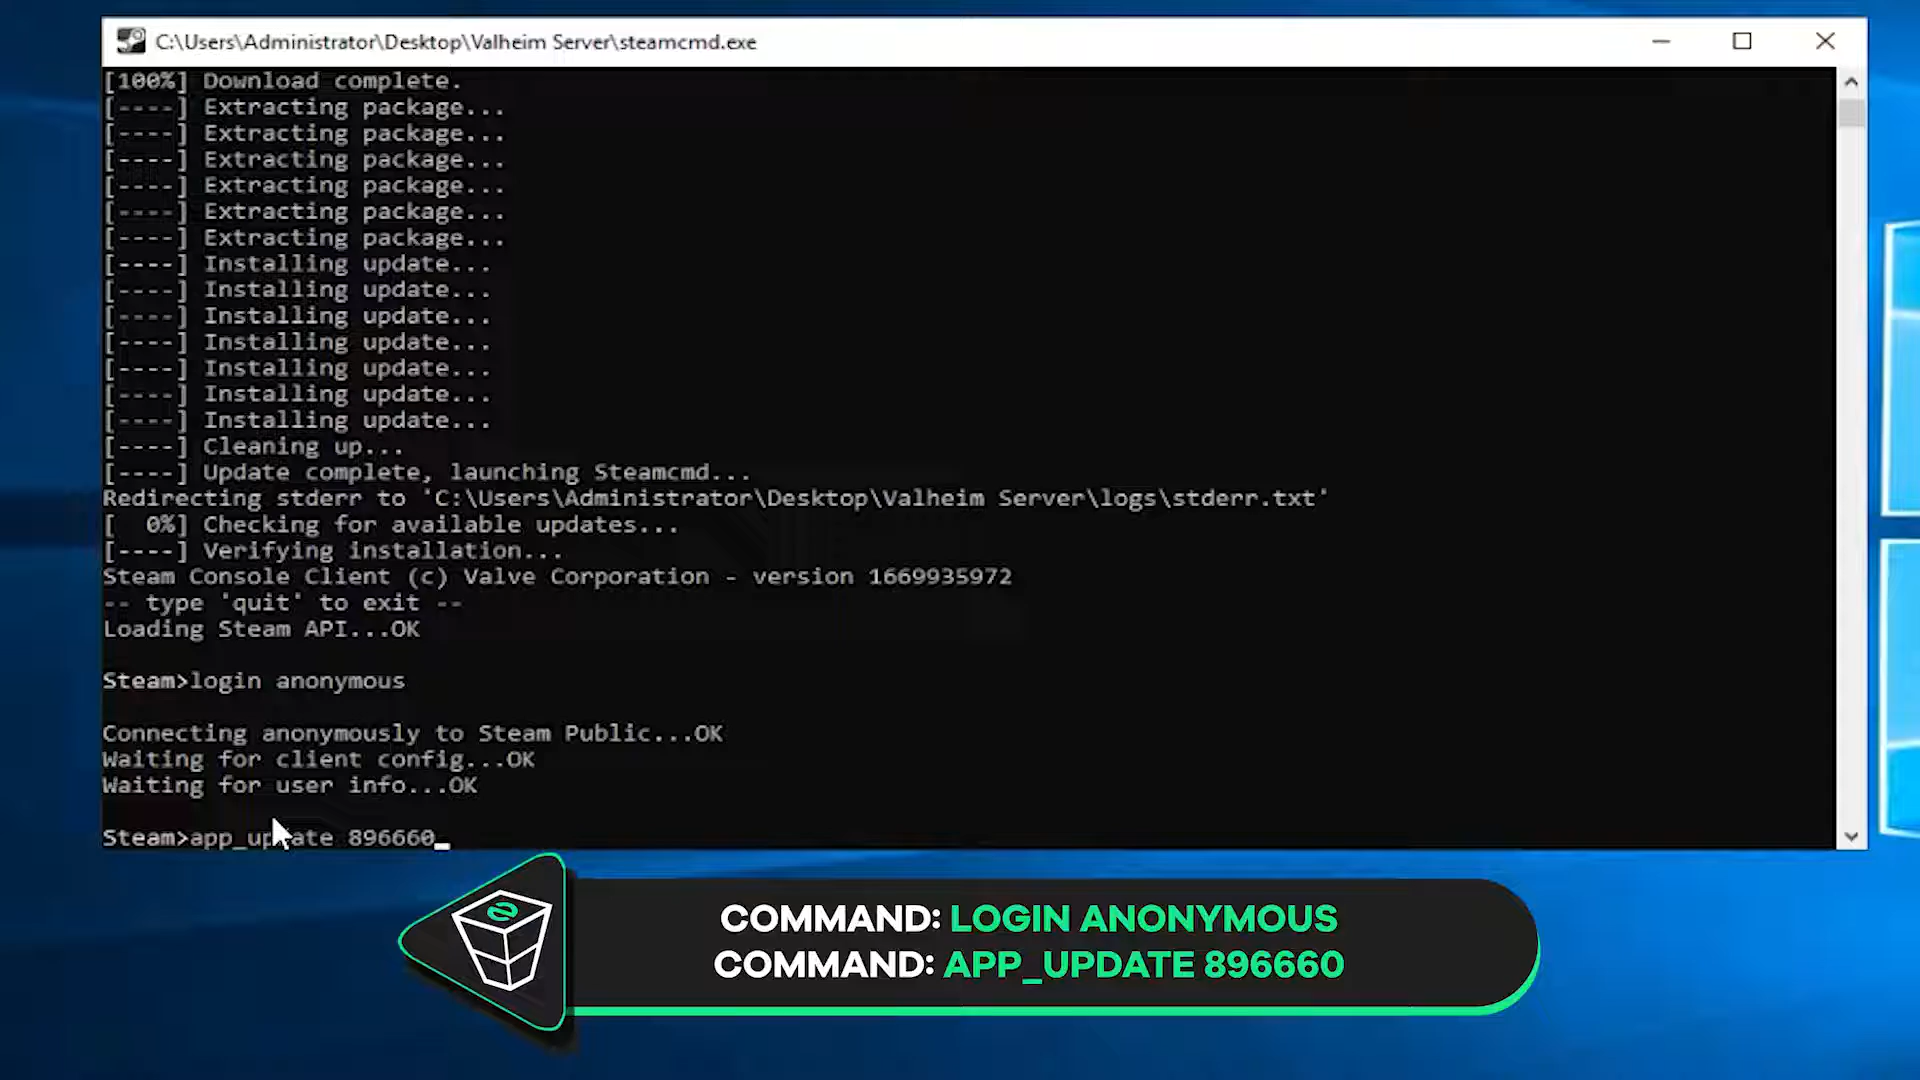 C:\Users\Administrator\Desktop\Valheim Server\steamcmd.exe
[100%] Download complete.
[----] Extracting package...
[----] Extracting package...
[----] Extracting package...
[----] Extracting package...
[----] Extracting package...
[----] Extracting package...
[----] Installing update...
[----] Installing update...
[----] Installing update...
[----] Installing update...
[----] Installing update...
[----] Installing update...
[----] Installing update...
[----] Cleaning up...
[----] Update complete, launching Steamcmd...
Redirecting stderr to 'C:\Users\Administrator\Desktop\Valheim Server\logs\stderr.txt'
[  0%] Checking for available updates...
[----] Verifying installation...
Steam Console Client (c) Valve Corporation - version 1669935972
-- type 'quit' to exit --
Loading Steam API...OK
Steam>login anonymous
Connecting anonymously to Steam Public...OK
Waiting for client config...OK
Waiting for user info...OK
Steam>app_update 896660_
COMMAND: LOGIN ANONYMOUS
COMMAND: APP_UPDATE 896660